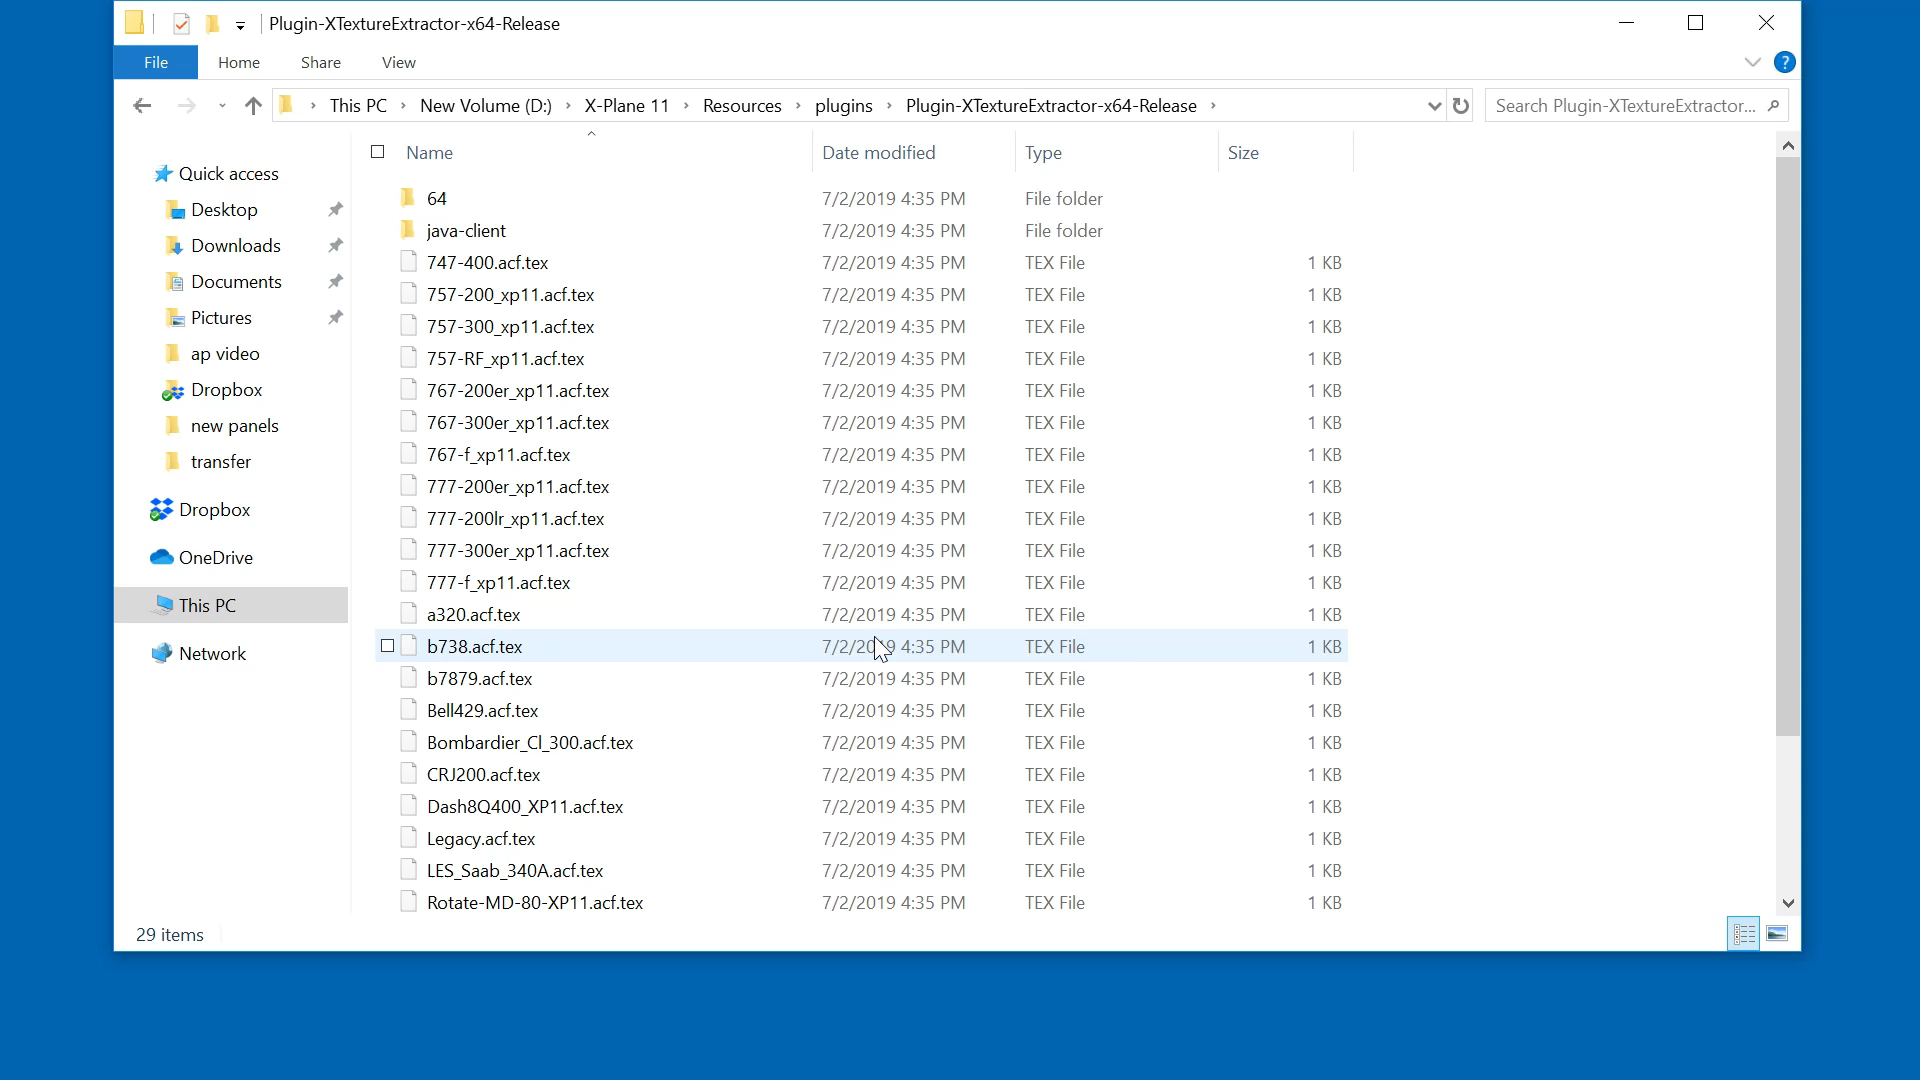 Plugin-XTextureExtractor-x64-Release
File Home Share View
This PC New Volume (D:) X-Plane 11 Resources plugins Plugin-XTextureExtractor-x64-Release
Search Plugin-XTextureExtractor...
Quick access
Desktop
Downloads
Documents
Pictures
ap video
Dropbox
new panels
transfer
Dropbox
OneDrive
This PC
Network
Name Date modified Type Size
64 7/2/2019 4:35 PM File folder
java-client 7/2/2019 4:35 PM File folder
747-400.acf.tex 7/2/2019 4:35 PM TEX File 1 KB
757-200_xp11.acf.tex 7/2/2019 4:35 PM TEX File 1 KB
757-300_xp11.acf.tex 7/2/2019 4:35 PM TEX File 1 KB
757-RF_xp11.acf.tex 7/2/2019 4:35 PM TEX File 1 KB
767-200er_xp11.acf.tex 7/2/2019 4:35 PM TEX File 1 KB
767-300er_xp11.acf.tex 7/2/2019 4:35 PM TEX File 1 KB
767-f_xp11.acf.tex 7/2/2019 4:35 PM TEX File 1 KB
777-200er_xp11.acf.tex 7/2/2019 4:35 PM TEX File 1 KB
777-200lr_xp11.acf.tex 7/2/2019 4:35 PM TEX File 1 KB
777-300er_xp11.acf.tex 7/2/2019 4:35 PM TEX File 1 KB
777-f_xp11.acf.tex 7/2/2019 4:35 PM TEX File 1 KB
a320.acf.tex 7/2/2019 4:35 PM TEX File 1 KB
b738.acf.tex 7/2/2019 4:35 PM TEX File 1 KB
b7879.acf.tex 7/2/2019 4:35 PM TEX File 1 KB
Bell429.acf.tex 7/2/2019 4:35 PM TEX File 1 KB
Bombardier_Cl_300.acf.tex 7/2/2019 4:35 PM TEX File 1 KB
CRJ200.acf.tex 7/2/2019 4:35 PM TEX File 1 KB
Dash8Q400_XP11.acf.tex 7/2/2019 4:35 PM TEX File 1 KB
Legacy.acf.tex 7/2/2019 4:35 PM TEX File 1 KB
LES_Saab_340A.acf.tex 7/2/2019 4:35 PM TEX File 1 KB
Rotate-MD-80-XP11.acf.tex 7/2/2019 4:35 PM TEX File 1 KB
29 items